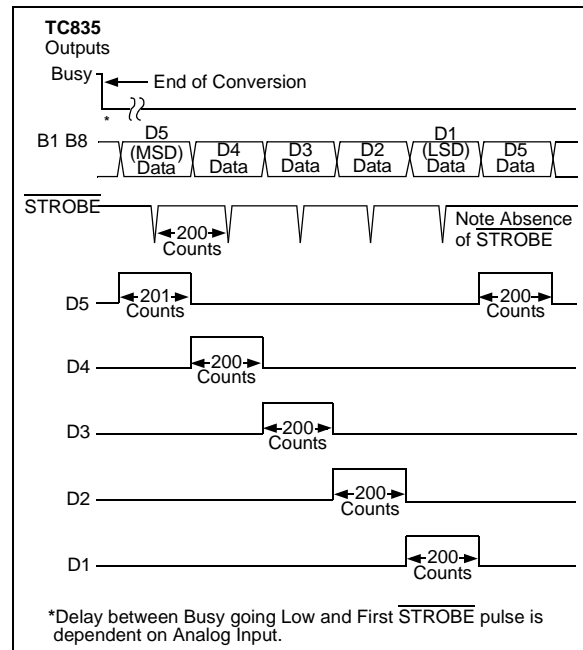 TC835
Outputs
Busy
End of Conversion
*
B1 B8
D5
(MSD)
Data
D4
Data
D3
Data
D2
Data
D1
(LSD)
Data
D5
Data
STROBE
200
Counts
Note Absence
of STROBE
D5
201
Counts
200
Counts
D4
200
Counts
D3
200
Counts
D2
200
Counts
D1
200
Counts
*Delay between Busy going Low and First STROBE pulse is
dependent on Analog Input.